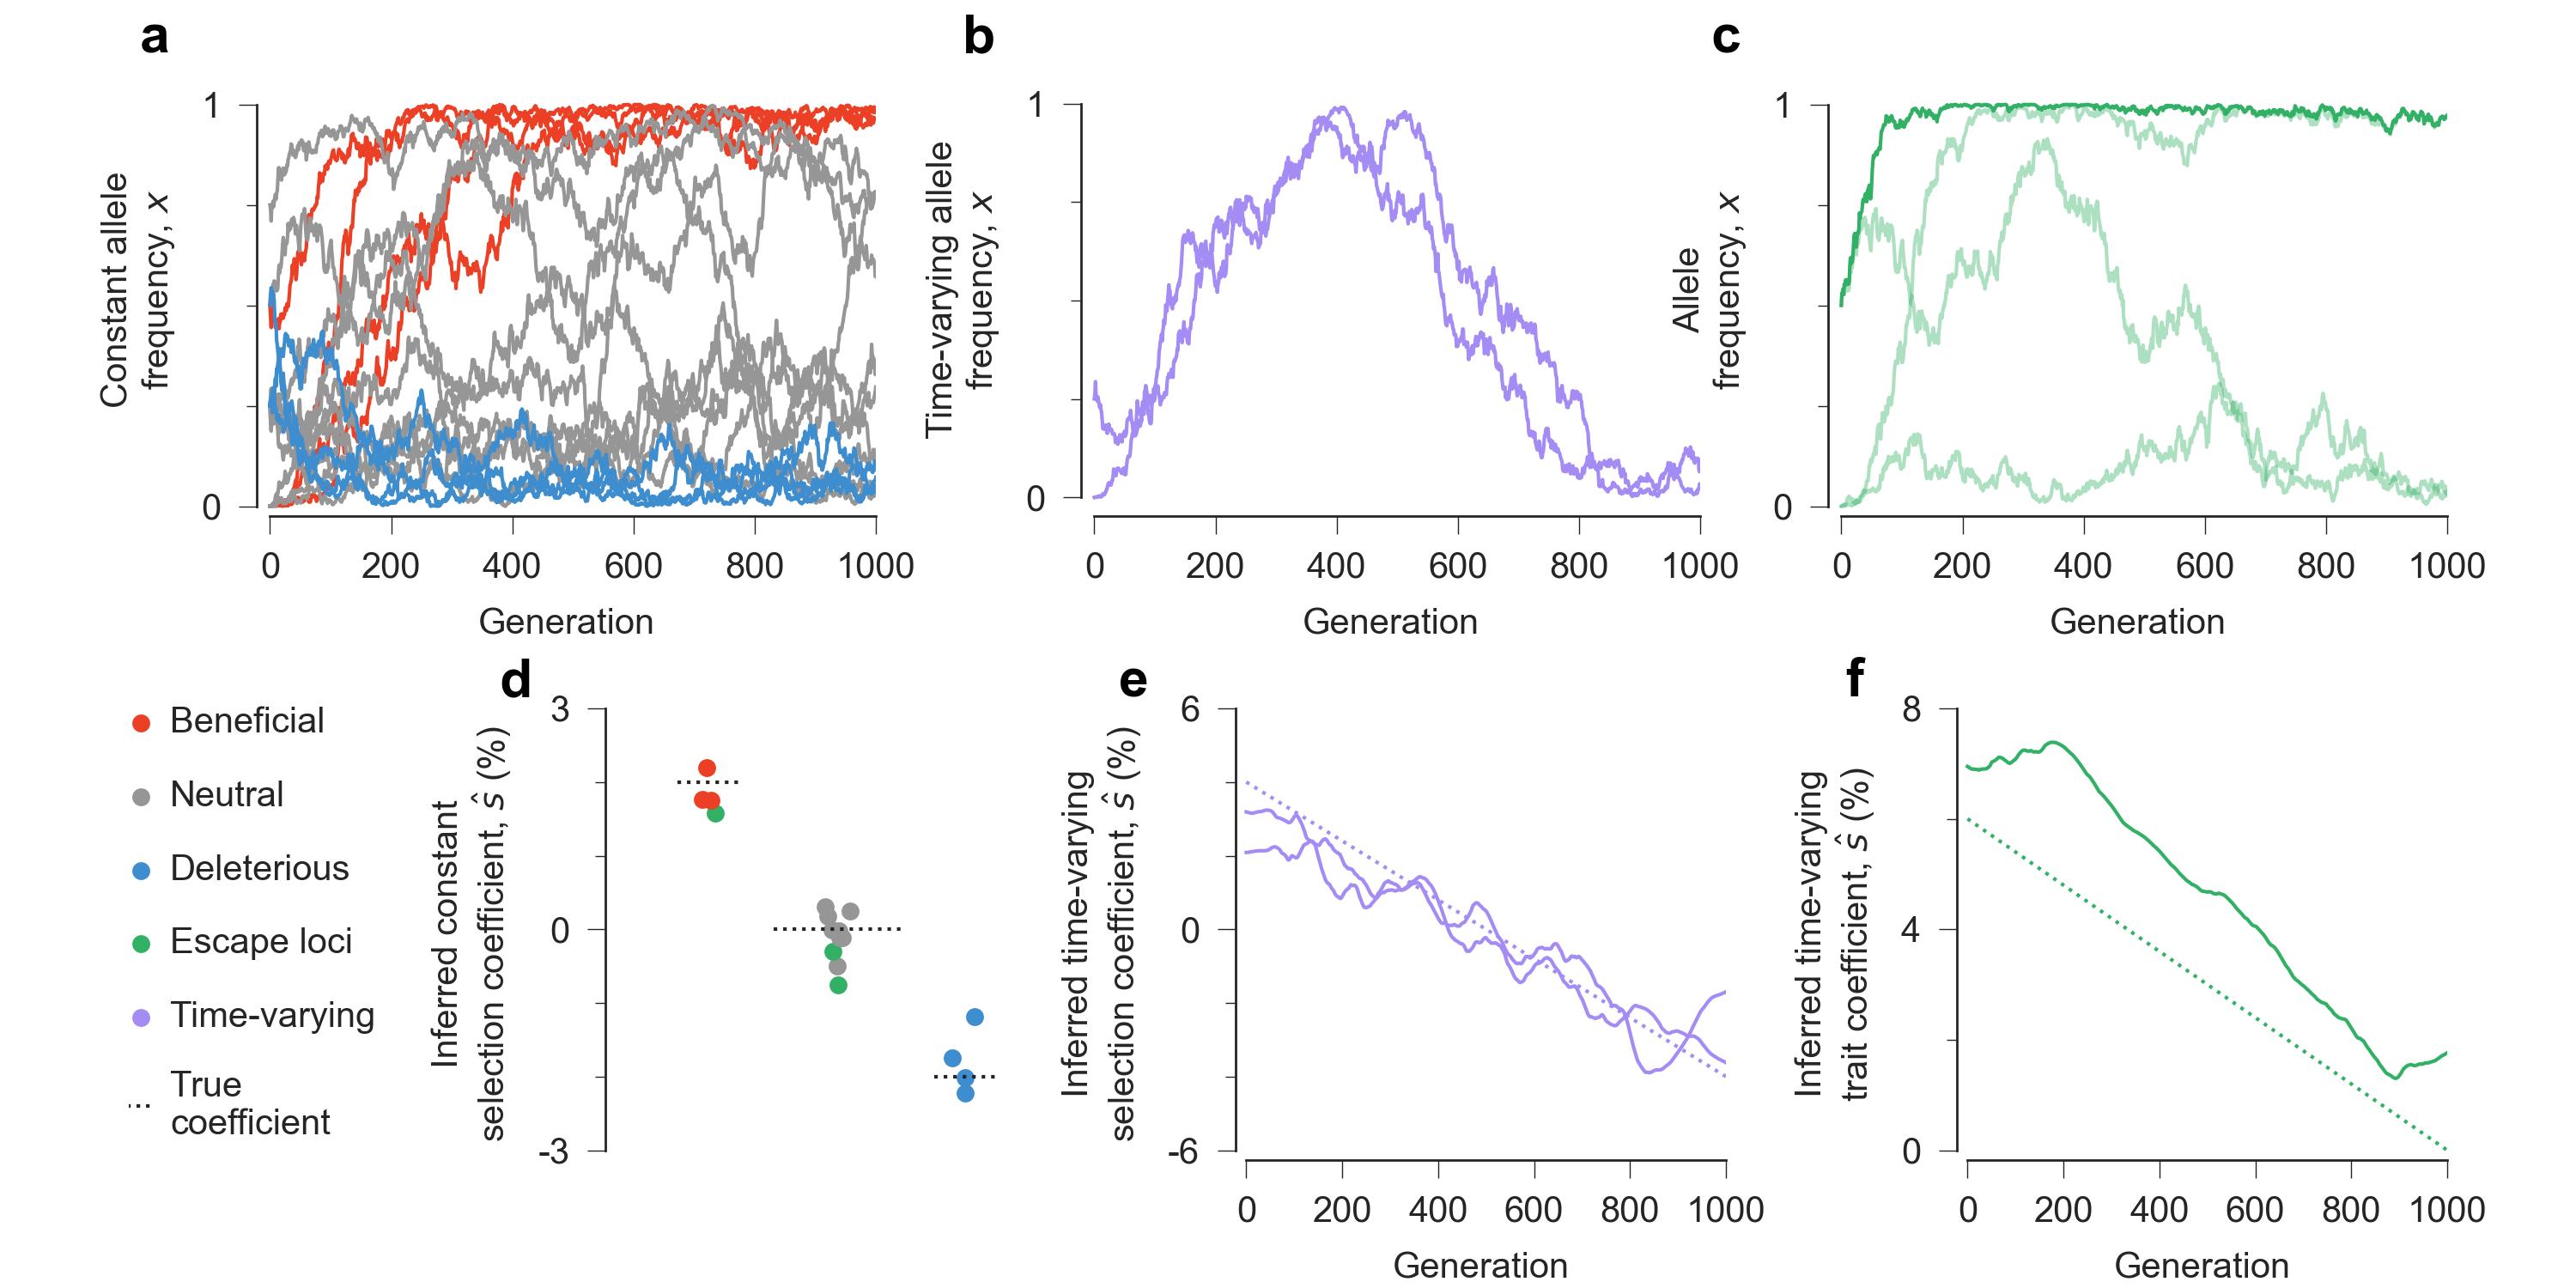 a
1
0
Constant allele
frequency, x
0 200 400 600 800 1000
Generation
b
1
0
Time-varying allele
frequency, x
0 200 400 600 800 1000
Generation
c
1
0
Allele
frequency, x
0 200 400 600 800 1000
Generation
Beneficial
Neutral
Deleterious
Escape loci
Time-varying
True
coefficient
d
3
0
-3
Inferred constant
selection coefficient, ŝ (%)
e
6
0
-6
Inferred time-varying
selection coefficient, ŝ (%)
0 200 400 600 800 1000
Generation
f
8
4
0
Inferred time-varying
trait coefficient, ŝ (%)
0 200 400 600 800 1000
Generation